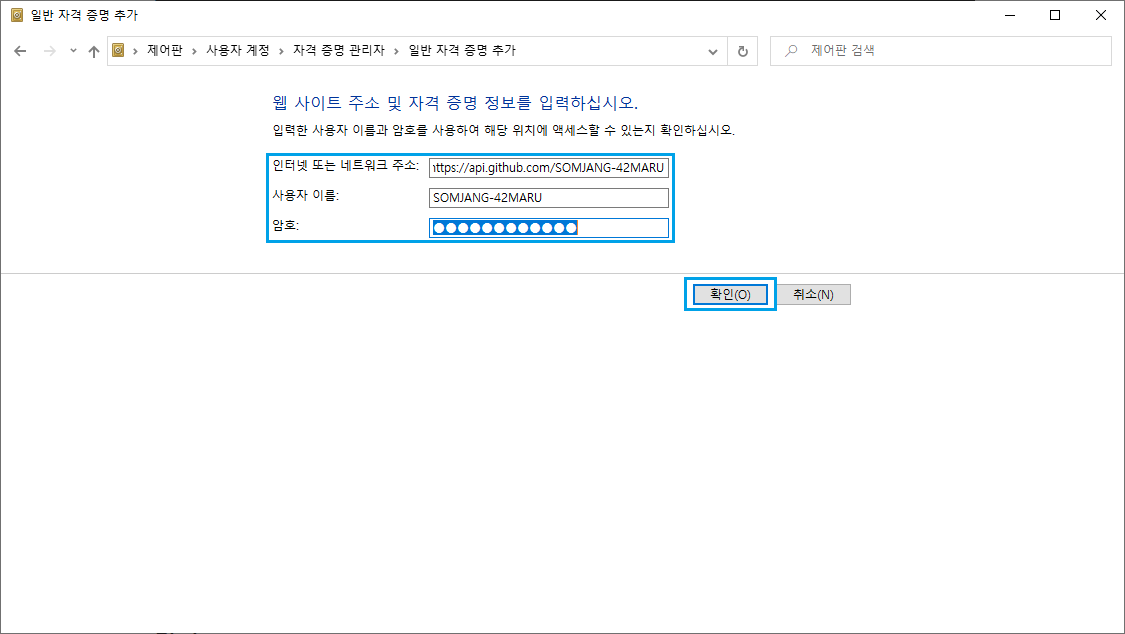 일반 자격 증명 추가
제어판 › 사용자 계정 › 자격 증명 관리자 › 일반 자격 증명 추가
제어판 검색
웹 사이트 주소 및 자격 증명 정보를 입력하십시오.
입력한 사용자 이름과 암호를 사용하여 해당 위치에 액세스할 수 있는지 확인하십시오.
인터넷 또는 네트워크 주소: ttps://api.github.com/SOMJANG-42MARU
사용자 이름: SOMJANG-42MARU
암호: ●●●●●●●●●●●●
확인(O) 취소(N)